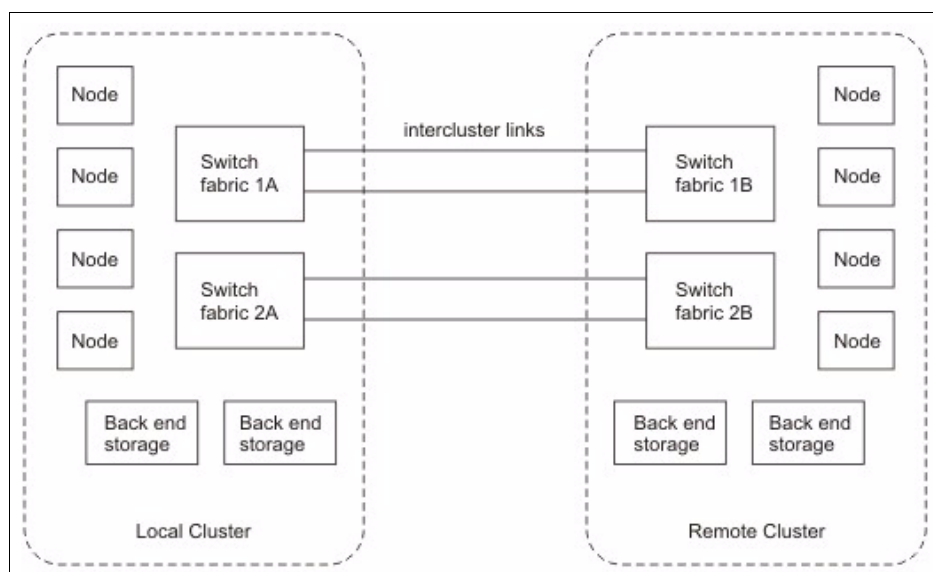 Node
Node
Node
Node
Switch
fabric 1A
Switch
fabric 2A
Back end
storage
Back end
storage
Local Cluster
intercluster links
Switch
fabric 1B
Switch
fabric 2B
Node
Node
Node
Node
Back end
storage
Back end
storage
Remote Cluster